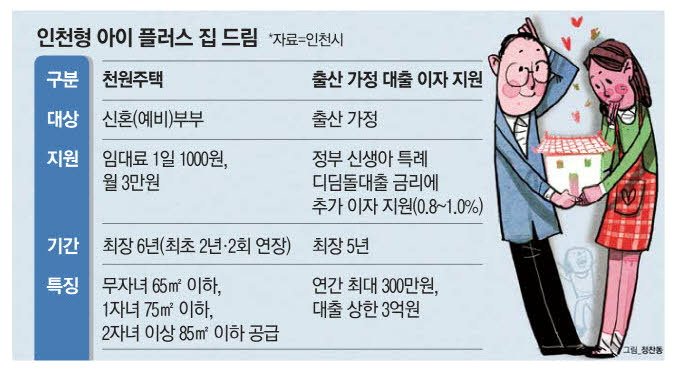 인천형 아이 플러스 집 드림 *자료=인천시
구분 천원주택 출산 가정 대출 이자 지원
대상 신혼(예비)부부 출산 가정
지원 임대료 1일 1000원, 정부 신생아 특례
월 3만원 디딤돌대출 금리에
추가 이자 지원(0.8~1.0%)
기간 최장 6년(최초 2년·2회 연장) 최장 5년
특징 무자녀 65㎡ 이하, 연간 최대 300만원,
1자녀 75㎡ 이하, 대출 상한 3억원
2자녀 이상 85㎡ 이하 공급
그림_정찬동